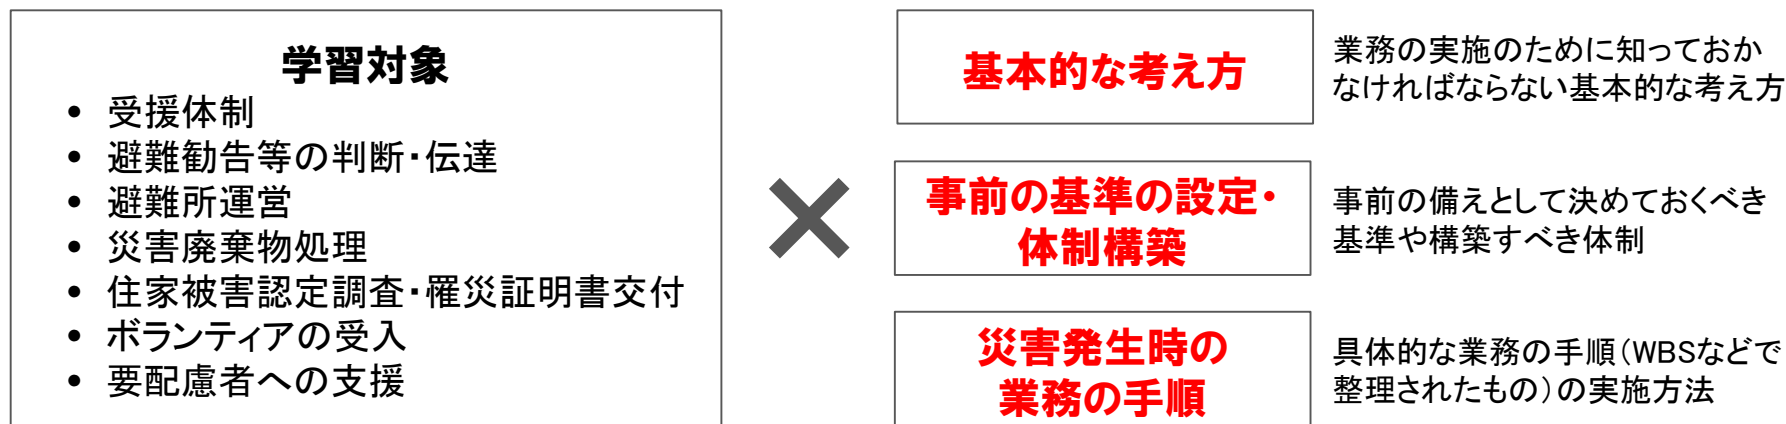 学習対象
• 受援体制
• 避難勧告等の判断・伝達
• 避難所運営
• 災害廃棄物処理
• 住家被害認定調査・罹災証明書交付
• ボランティアの受入
• 要配慮者への支援
基本的な考え方
業務の実施のために知っておか
なければならない基本的な考え方
事前の基準の設定・
体制構築
事前の備えとして決めておくべき
基準や構築すべき体制
災害発生時の
業務の手順
具体的な業務の手順（WBSなどで
整理されたもの）の実施方法